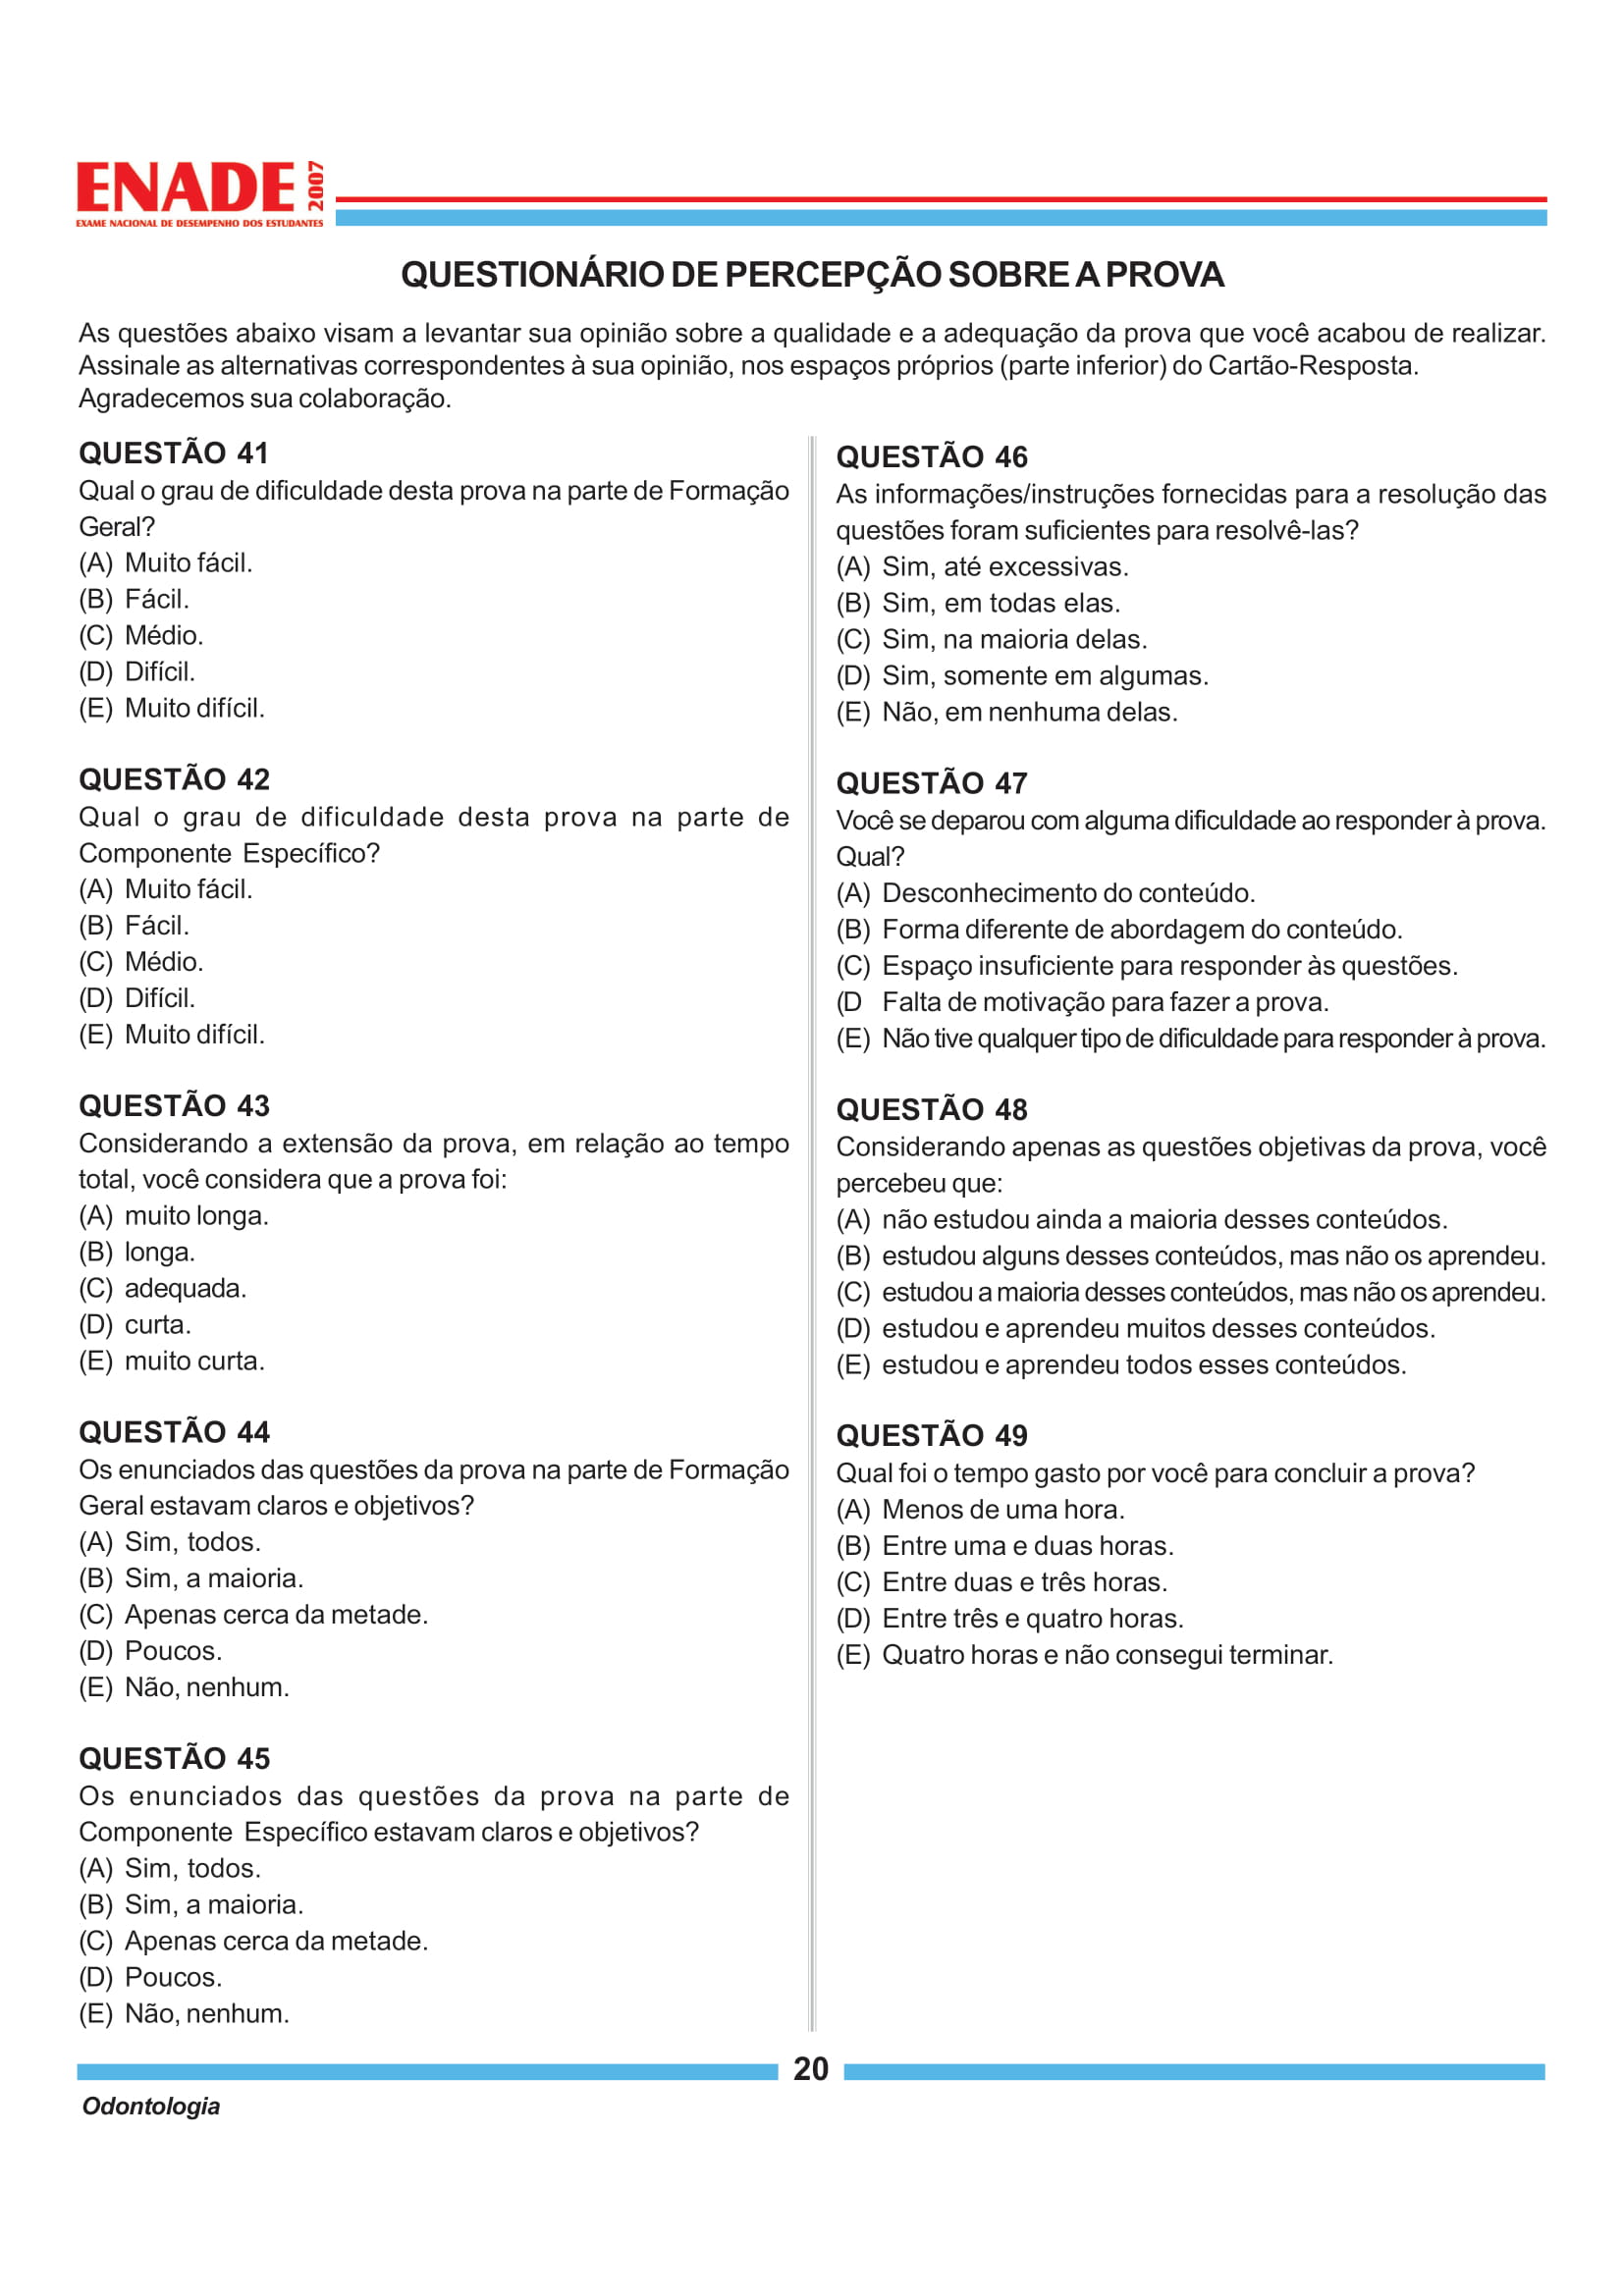 ENADE 2007
EXAME NACIONAL DE DESEMPENHO DOS ESTUDANTES
QUESTIONÁRIO DE PERCEPÇÃO SOBRE A PROVA
As questões abaixo visam a levantar sua opinião sobre a qualidade e a adequação da prova que você acabou de realizar.
Assinale as alternativas correspondentes à sua opinião, nos espaços próprios (parte inferior) do Cartão-Resposta.
Agradecemos sua colaboração.
QUESTÃO 41
Qual o grau de dificuldade desta prova na parte de Formação
Geral?
(A) Muito fácil.
(B) Fácil.
(C) Médio.
(D) Difícil.
(E) Muito difícil.
QUESTÃO 42
Qual o grau de dificuldade desta prova na parte de
Componente Específico?
(A) Muito fácil.
(B) Fácil.
(C) Médio.
(D) Difícil.
(E) Muito difícil.
QUESTÃO 43
Considerando a extensão da prova, em relação ao tempo
total, você considera que a prova foi:
(A) muito longa.
(B) longa.
(C) adequada.
(D) curta.
(E) muito curta.
QUESTÃO 44
Os enunciados das questões da prova na parte de Formação
Geral estavam claros e objetivos?
(A) Sim, todos.
(B) Sim, a maioria.
(C) Apenas cerca da metade.
(D) Poucos.
(E) Não, nenhum.
QUESTÃO 45
Os enunciados das questões da prova na parte de
Componente Específico estavam claros e objetivos?
(A) Sim, todos.
(B) Sim, a maioria.
(C) Apenas cerca da metade.
(D) Poucos.
(E) Não, nenhum.
QUESTÃO 46
As informações/instruções fornecidas para a resolução das
questões foram suficientes para resolvê-las?
(A) Sim, até excessivas.
(B) Sim, em todas elas.
(C) Sim, na maioria delas.
(D) Sim, somente em algumas.
(E) Não, em nenhuma delas.
QUESTÃO 47
Você se deparou com alguma dificuldade ao responder à prova.
Qual?
(A) Desconhecimento do conteúdo.
(B) Forma diferente de abordagem do conteúdo.
(C) Espaço insuficiente para responder às questões.
(D Falta de motivação para fazer a prova.
(E) Não tive qualquer tipo de dificuldade para responder à prova.
QUESTÃO 48
Considerando apenas as questões objetivas da prova, você
percebeu que:
(A) não estudou ainda a maioria desses conteúdos.
(B) estudou alguns desses conteúdos, mas não os aprendeu.
(C) estudou a maioria desses conteúdos, mas não os aprendeu.
(D) estudou e aprendeu muitos desses conteúdos.
(E) estudou e aprendeu todos esses conteúdos.
QUESTÃO 49
Qual foi o tempo gasto por você para concluir a prova?
(A) Menos de uma hora.
(B) Entre uma e duas horas.
(C) Entre duas e três horas.
(D) Entre três e quatro horas.
(E) Quatro horas e não consegui terminar.
20
Odontologia